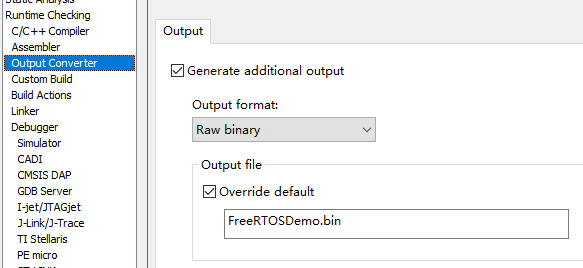 Static Analysis
Runtime Checking
C/C++ Compiler
Assembler
Output Converter
Custom Build
Build Actions
Linker
Debugger
Simulator
CADI
CMSIS DAP
GDB Server
I-jet/JTAGjet
J-Link/J-Trace
TI Stellaris
PE micro
Output
Generate additional output
Output format:
Raw binary
Output file
Override default
FreeRTOSDemo.bin